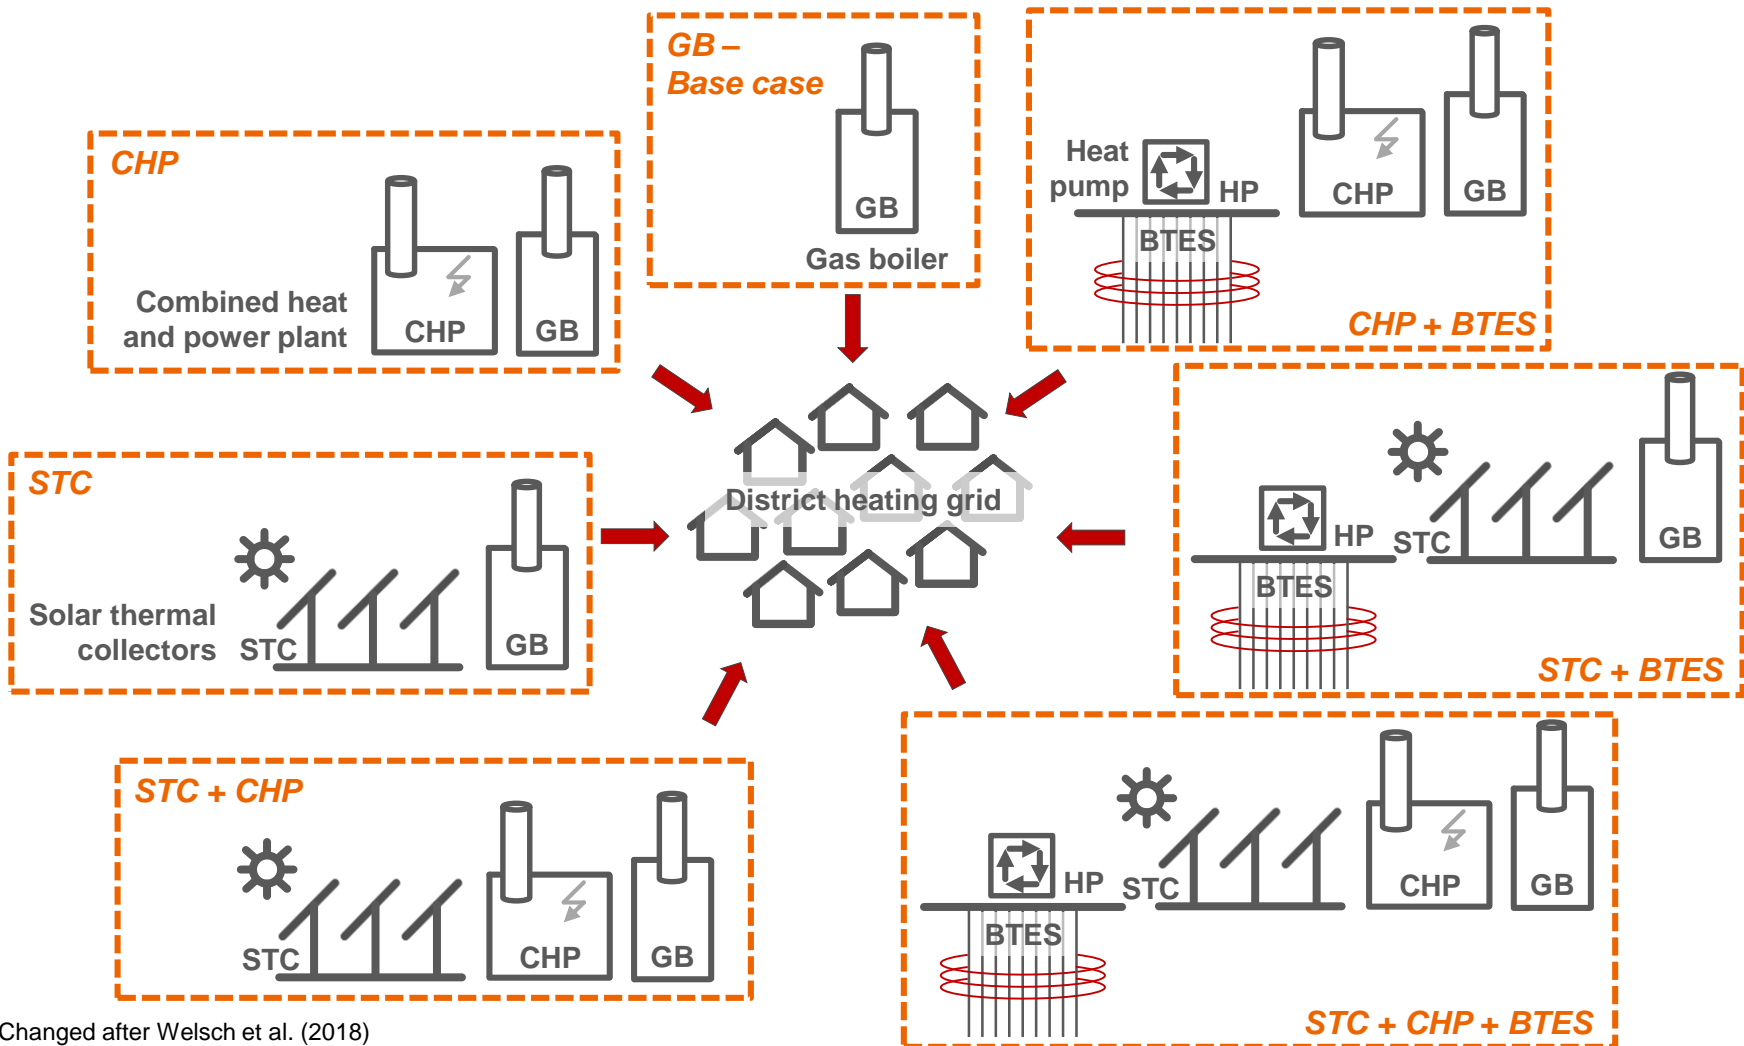 GB –
Base case
GB
Gas boiler
CHP
Combined heat
and power plant
CHP
GB
Heat
pump
HP
BTES
CHP
GB
CHP + BTES
STC
Solar thermal
collectors
STC
GB
District heating grid
HP
BTES
STC
GB
STC + BTES
STC + CHP
STC
CHP
GB
HP
BTES
STC
CHP
GB
STC + CHP + BTES
Changed after Welsch et al. (2018)